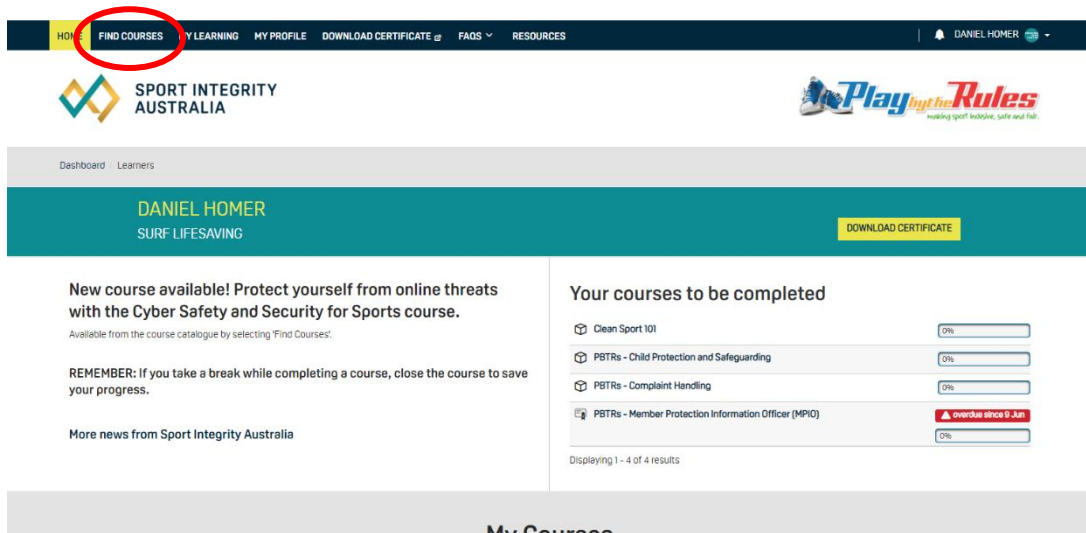 HOME FIND COURSES MY LEARNING MY PROFILE DOWNLOAD CERTIFICATE FAQS RESOURCES DANIEL HOMER
SPORT INTEGRITY
AUSTRALIA
Play by the Rules
making sport inclusive, safe and fair.
Dashboard / Learners
DANIEL HOMER
SURF LIFESAVING
DOWNLOAD CERTIFICATE
New course available! Protect yourself from online threats
with the Cyber Safety and Security for Sports course.
Available from the course catalogue by selecting 'Find Courses'.
REMEMBER: If you take a break while completing a course, close the course to save
your progress.
More news from Sport Integrity Australia
Your courses to be completed
Clean Sport 101 0%
PBTRs - Child Protection and Safeguarding 0%
PBTRs - Complaint Handling 0%
PBTRs - Member Protection Information Officer (MPIO) overdue since 9 Jun
0%
Displaying 1 - 4 of 4 results
My Courses